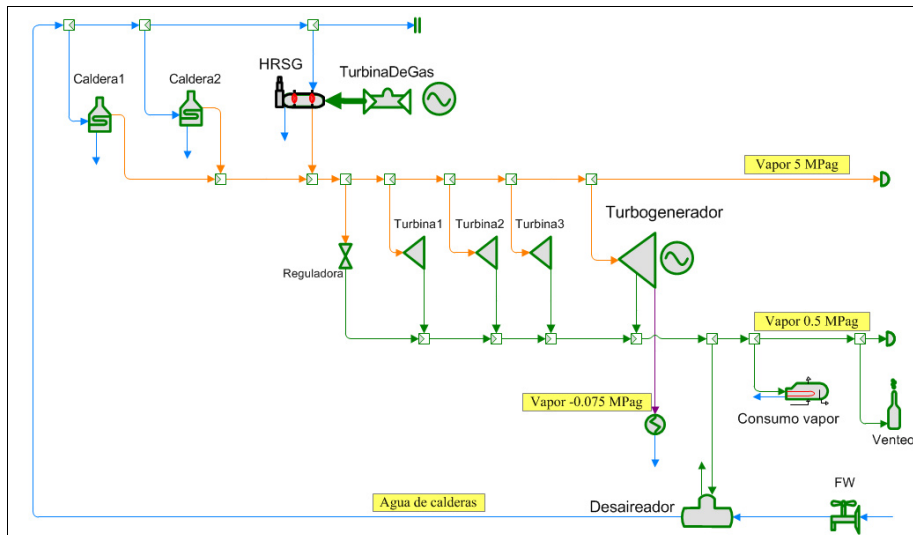 HRSG
TurbinaDeGas
Caldera1
Caldera2
Vapor 5 MPag
Turbogenerador
Turbina1
Turbina2
Turbina3
Reguladora
Vapor 0.5 MPag
Vapor -0.075 MPag
Consumo vapor
Venteo
FW
Agua de calderas
Desaireador